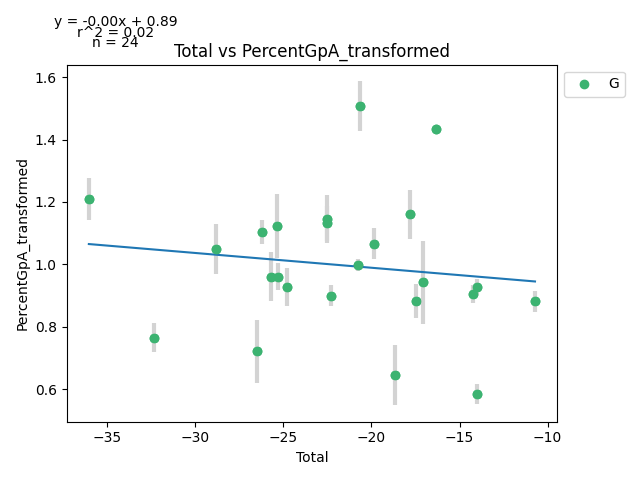 y = -0.00x + 0.89
r^2 = 0.02
n = 24
Total vs PercentGpA_transformed
G
PercentGpA_transformed
1.6
1.4
1.2
1.0
0.8
0.6
−35
−30
−25
−20
−15
−10
Total